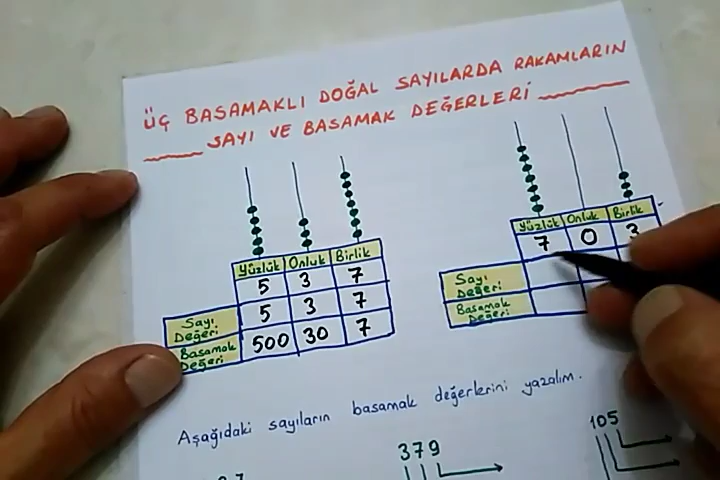 ÜÇ BASAMAKLI DOĞAL SAYILARDA RAKAMLARIN
SAYI VE BASAMAK DEĞERLERİ
Yüzlük Onluk Birlik
5 3 7
Sayı Değeri 5 3 7
Basamak Değeri 500 30 7
Yüzlük Onluk Birlik
7 0 3
Sayı Değeri
Basamak Değeri
Aşağıdaki sayıların basamak değerlerini yazalım.
379
105